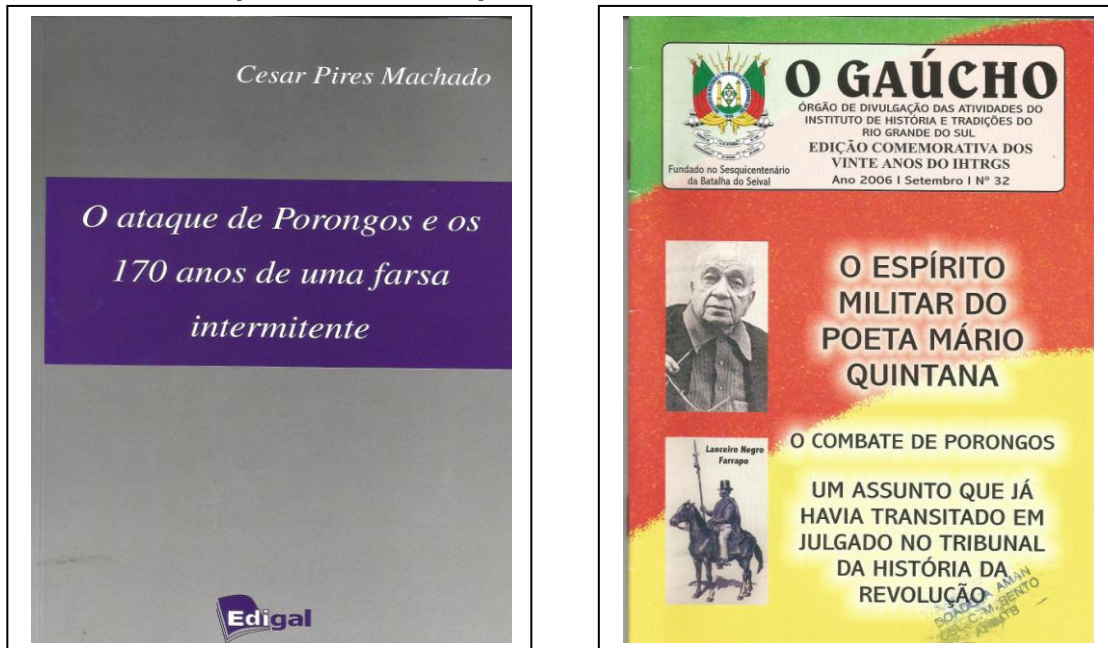 Cesar Pires Machado
O ataque de Porongos e os
170 anos de uma farsa
intermitente
Edigal
O GAÚCHO
ÓRGÃO DE DIVULGAÇÃO DAS ATIVIDADES DO
INSTITUTO DE HISTÓRIA E TRADIÇÕES DO
RIO GRANDE DO SUL
EDIÇÃO COMEMORATIVA DOS
VINTE ANOS DO IHTRGS
Ano 2006 I Setembro I Nº 32
Fundado no Sesquicentenário
da Batalha do Seival
O ESPÍRITO
MILITAR DO
POETA MÁRIO
QUINTANA
Lanceiro Negro
Farrapo
O COMBATE DE PORONGOS
UM ASSUNTO QUE JÁ
HAVIA TRANSITADO EM
JULGADO NO TRIBUNAL
DA HISTÓRIA DA
REVOLUÇÃO
AMAN
C. M. BENTO